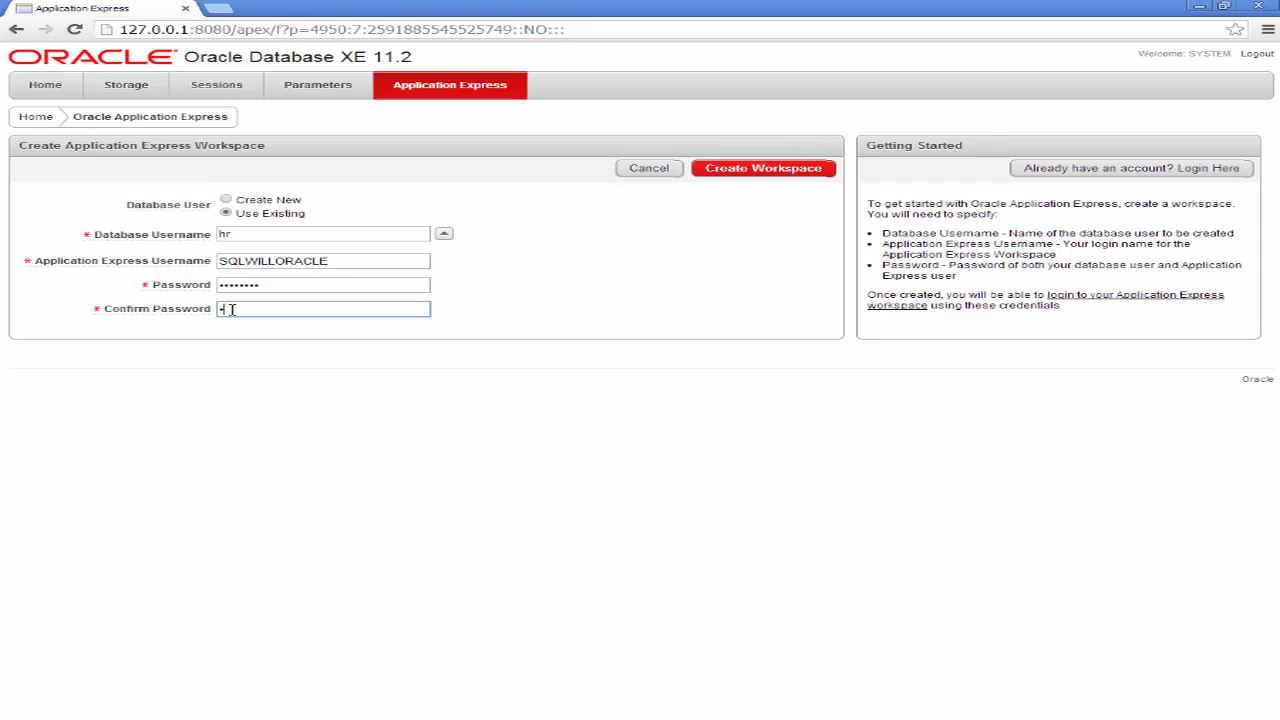 Application Express
127.0.0.1:8080/apex/f?p=4950:7:2591885545525749::NO:::
ORACLE Oracle Database XE 11.2
Welcome: SYSTEM Logout
Home Storage Sessions Parameters Application Express
Home Oracle Application Express
Create Application Express Workspace
Cancel Create Workspace
Database User Create New
Use Existing
* Database Username hr
* Application Express Username SQLWILLORACLE
* Password ••••••••
* Confirm Password •
Getting Started
Already have an account? Login Here
To get started with Oracle Application Express, create a workspace.
You will need to specify:
• Database Username - Name of the database user to be created
• Application Express Username - Your login name for the
Application Express Workspace
• Password - Password of both your database user and Application
Express user
Once created, you will be able to login to your Application Express
workspace using these credentials
Oracle